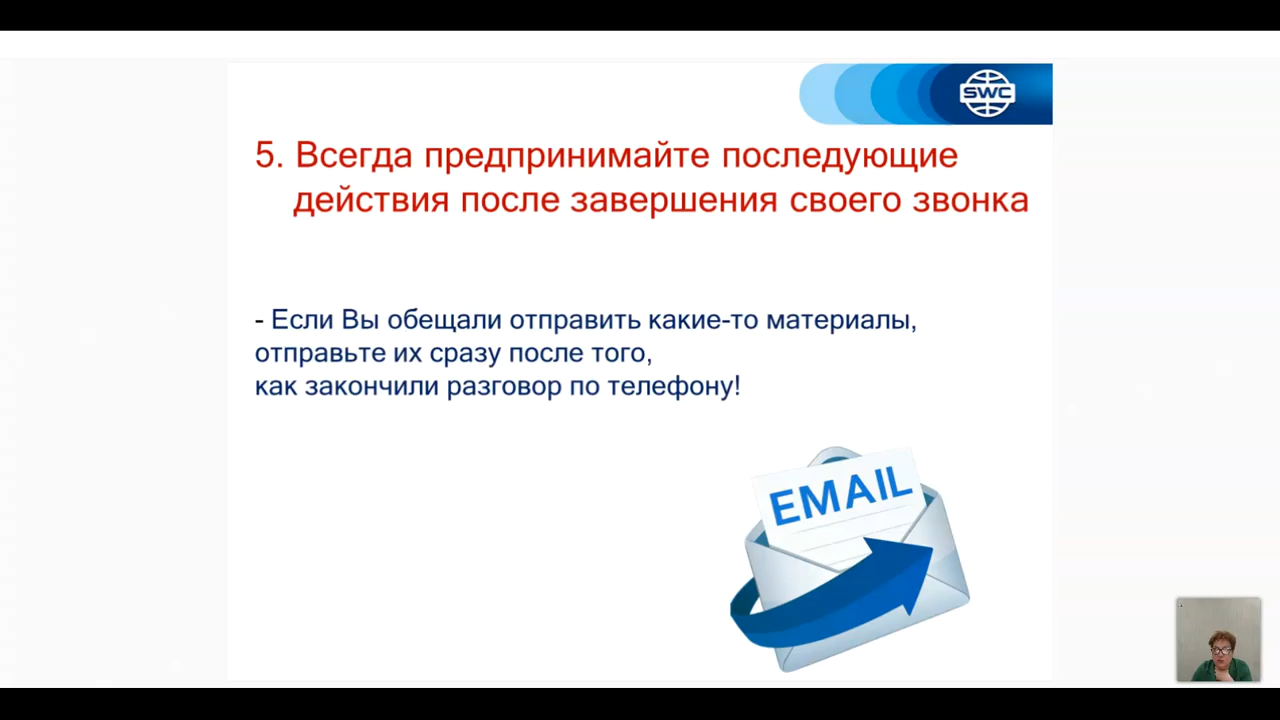 SWC
5. Всегда предпринимайте последующие
действия после завершения своего звонка
- Если Вы обещали отправить какие-то материалы,
отправьте их сразу после того,
как закончили разговор по телефону!
EMAIL